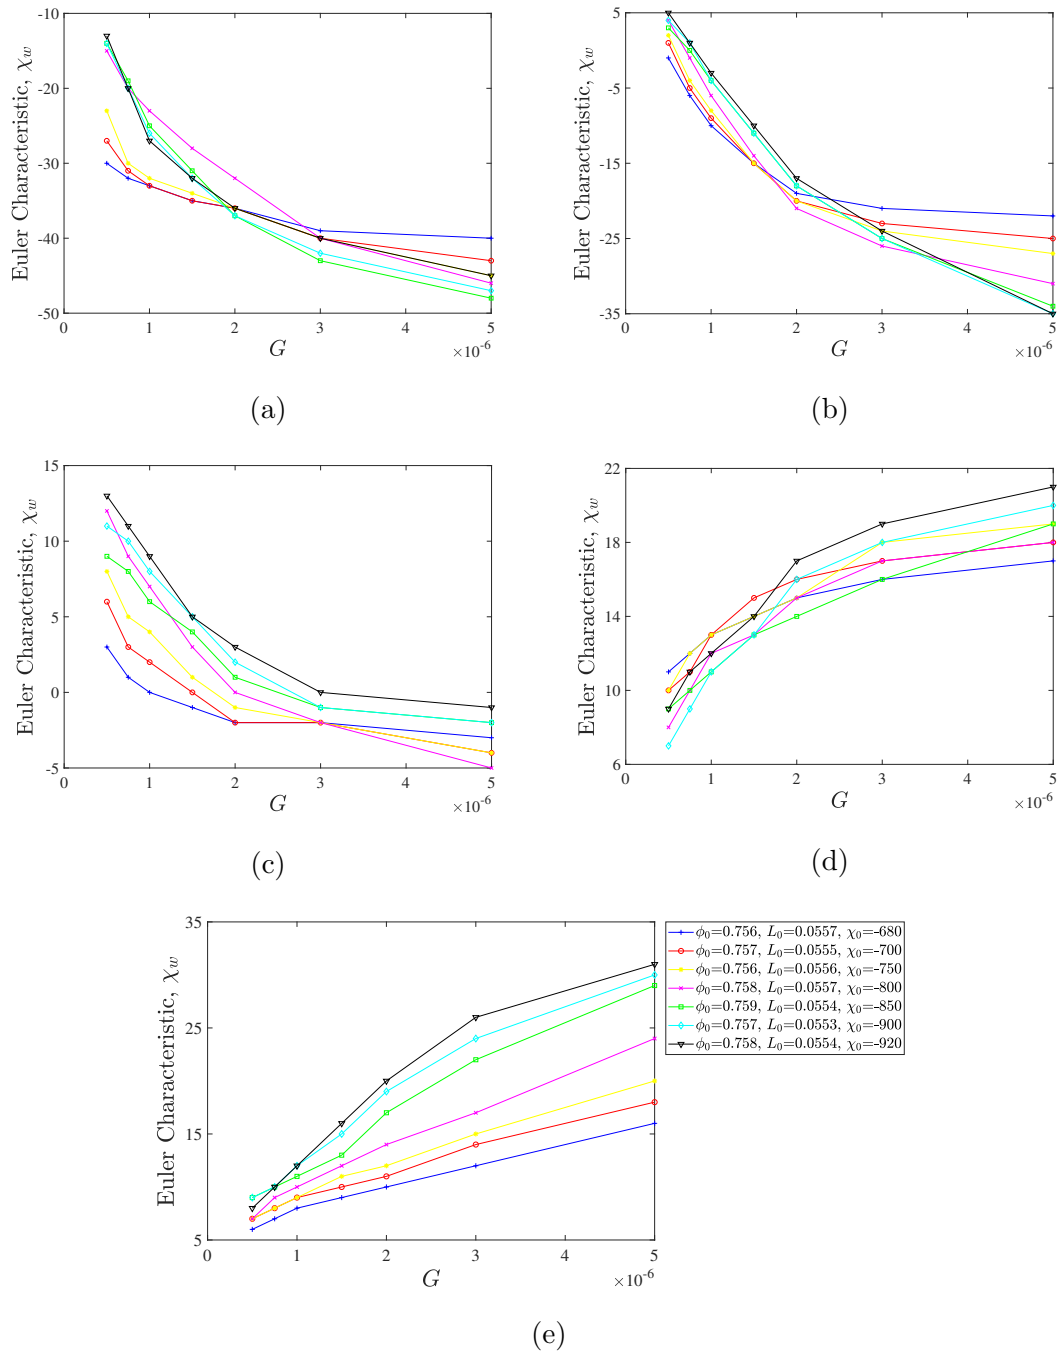 -10
-20
-30
-40
-50
Euler Characteristic, χw
0 1 2 3 4 5
G
×10-6
(a)
5
-5
-15
-25
-35
Euler Characteristic, χw
0 1 2 3 4 5
G
×10-6
(b)
15
10
5
0
-5
Euler Characteristic, χw
0 1 2 3 4 5
G
×10-6
(c)
22
18
14
10
6
Euler Characteristic, χw
0 1 2 3 4 5
G
×10-6
(d)
35
25
15
5
Euler Characteristic, χw
0 1 2 3 4 5
G
×10-6
ϕ0=0.756, L0=0.0557, χ0=-680
ϕ0=0.757, L0=0.0555, χ0=-700
ϕ0=0.756, L0=0.0556, χ0=-750
ϕ0=0.758, L0=0.0557, χ0=-800
ϕ0=0.759, L0=0.0554, χ0=-850
ϕ0=0.757, L0=0.0553, χ0=-900
ϕ0=0.758, L0=0.0554, χ0=-920
(e)